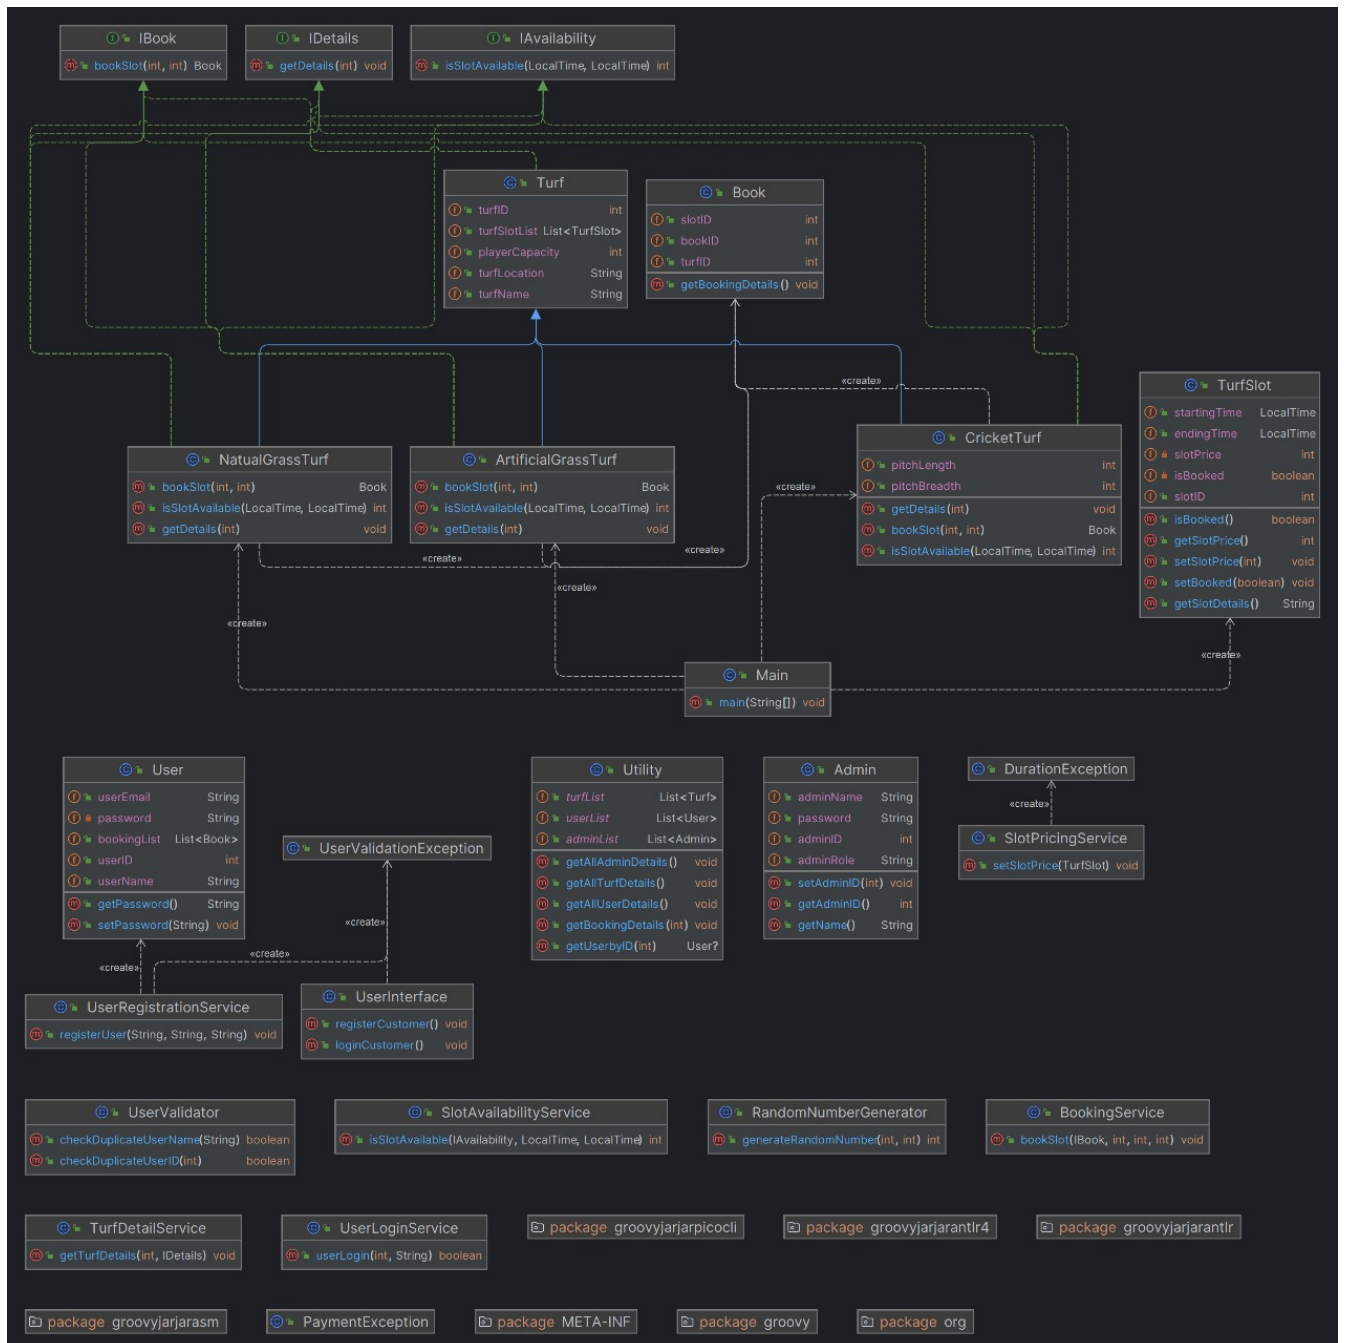 IBook
bookSlot(int, int) Book
IDetails
getDetails(int) void
IAvailability
isSlotAvailable(LocalTime, LocalTime) int
Turf
turfID int
turfSlotList List<TurfSlot>
playerCapacity int
turfLocation String
turfName String
Book
slotID int
bookID int
turfID int
getBookingDetails() void
«create»
TurfSlot
startingTime LocalTime
endingTime LocalTime
slotPrice int
isBooked boolean
slotID int
isBooked() boolean
getSlotPrice() int
setSlotPrice(int) void
setBooked(boolean) void
getSlotDetails() String
NatualGrassTurf
bookSlot(int, int) Book
isSlotAvailable(LocalTime, LocalTime) int
getDetails(int) void
ArtificialGrassTurf
bookSlot(int, int) Book
isSlotAvailable(LocalTime, LocalTime) int
getDetails(int) void
CricketTurf
pitchLength int
pitchBreadth int
getDetails(int) void
bookSlot(int, int) Book
isSlotAvailable(LocalTime, LocalTime) int
«create»
«create»
«create»
«create»
«create»
«create»
Main
main(String[]) void
User
userEmail String
password String
bookingList List<Book>
userID int
userName String
getPassword() String
setPassword(String) void
UserValidationException
Utility
turfList List<Turf>
userList List<User>
adminList List<Admin>
getAllAdminDetails() void
getAllTurfDetails() void
getAllUserDetails() void
getBookingDetails(int) void
getUserbyID(int) User?
Admin
adminName String
password String
adminID int
adminRole String
setAdminID(int) void
getAdminID() int
getName() String
DurationException
«create»
SlotPricingService
setSlotPrice(TurfSlot) void
«create»
«create»
«create»
UserRegistrationService
registerUser(String, String, String) void
UserInterface
registerCustomer() void
loginCustomer() void
UserValidator
checkDuplicateUserName(String) boolean
checkDuplicateUserID(int) boolean
SlotAvailabilityService
isSlotAvailable(IAvailability, LocalTime, LocalTime) int
RandomNumberGenerator
generateRandomNumber(int, int) int
BookingService
bookSlot(IBook, int, int, int) void
TurfDetailService
getTurfDetails(int, IDetails) void
UserLoginService
userLogin(int, String) boolean
package groovyjarjarpicocli
package groovyjarjarantlr4
package groovyjarjarantlr
package groovyjarjarasm
PaymentException
package META-INF
package groovy
package org